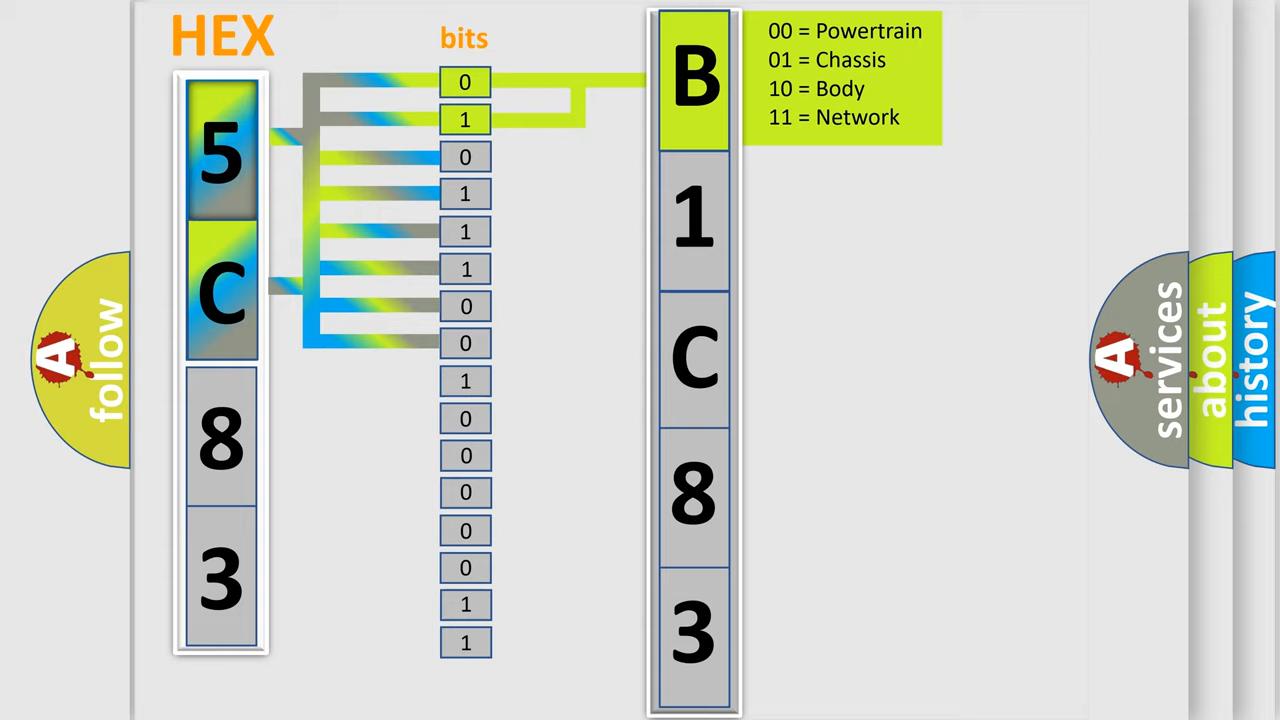 HEX
bits
5
C
8
3
0
1
0
1
1
1
0
0
1
0
0
0
0
0
1
1
B
1
C
8
3
00 = Powertrain
01 = Chassis
10 = Body
11 = Network
A
follow
A
services
about
history